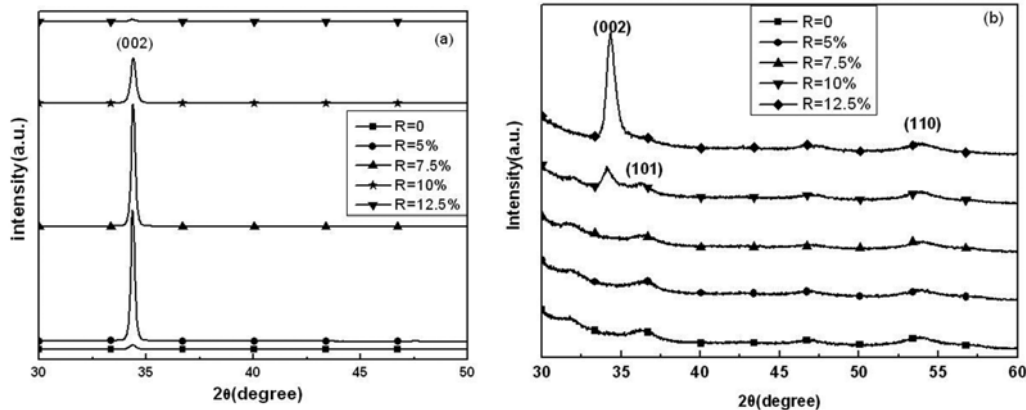 (a)
(002)
R=0
R=5%
R=7.5%
R=10%
R=12.5%
intensity(a.u.)
30 35 40 45 50
2θ(degree)
(b)
(002)
R=0
R=5%
R=7.5%
R=10%
R=12.5%
(110)
(101)
Intensity(a.u.)
30 35 40 45 50 55 60
2θ(degree)